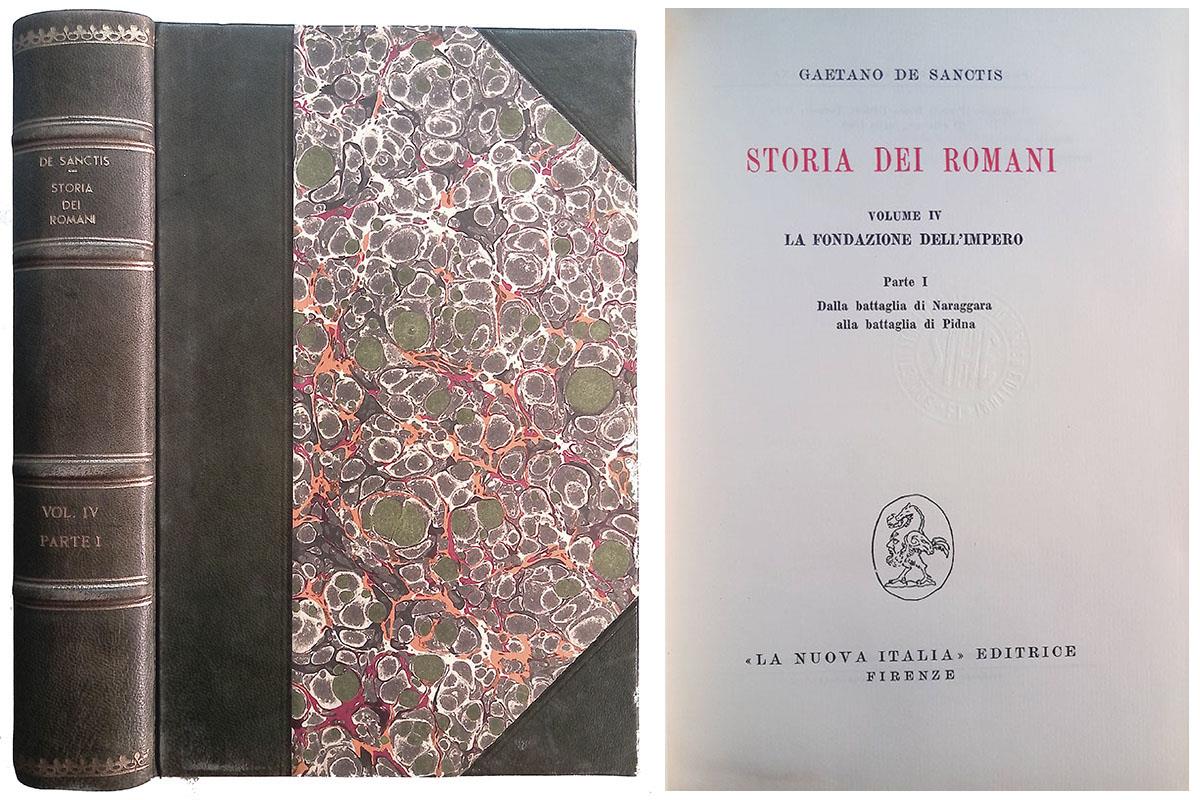 DE SANCTIS
STORIA
DEI
ROMANI
VOL. IV
PARTE I
GAETANO DE SANCTIS
STORIA DEI ROMANI
VOLUME IV
LA FONDAZIONE DELL'IMPERO
Parte I
Dalla battaglia di Naraggara
alla battaglia di Pidna
«LA NUOVA ITALIA» EDITRICE
FIRENZE